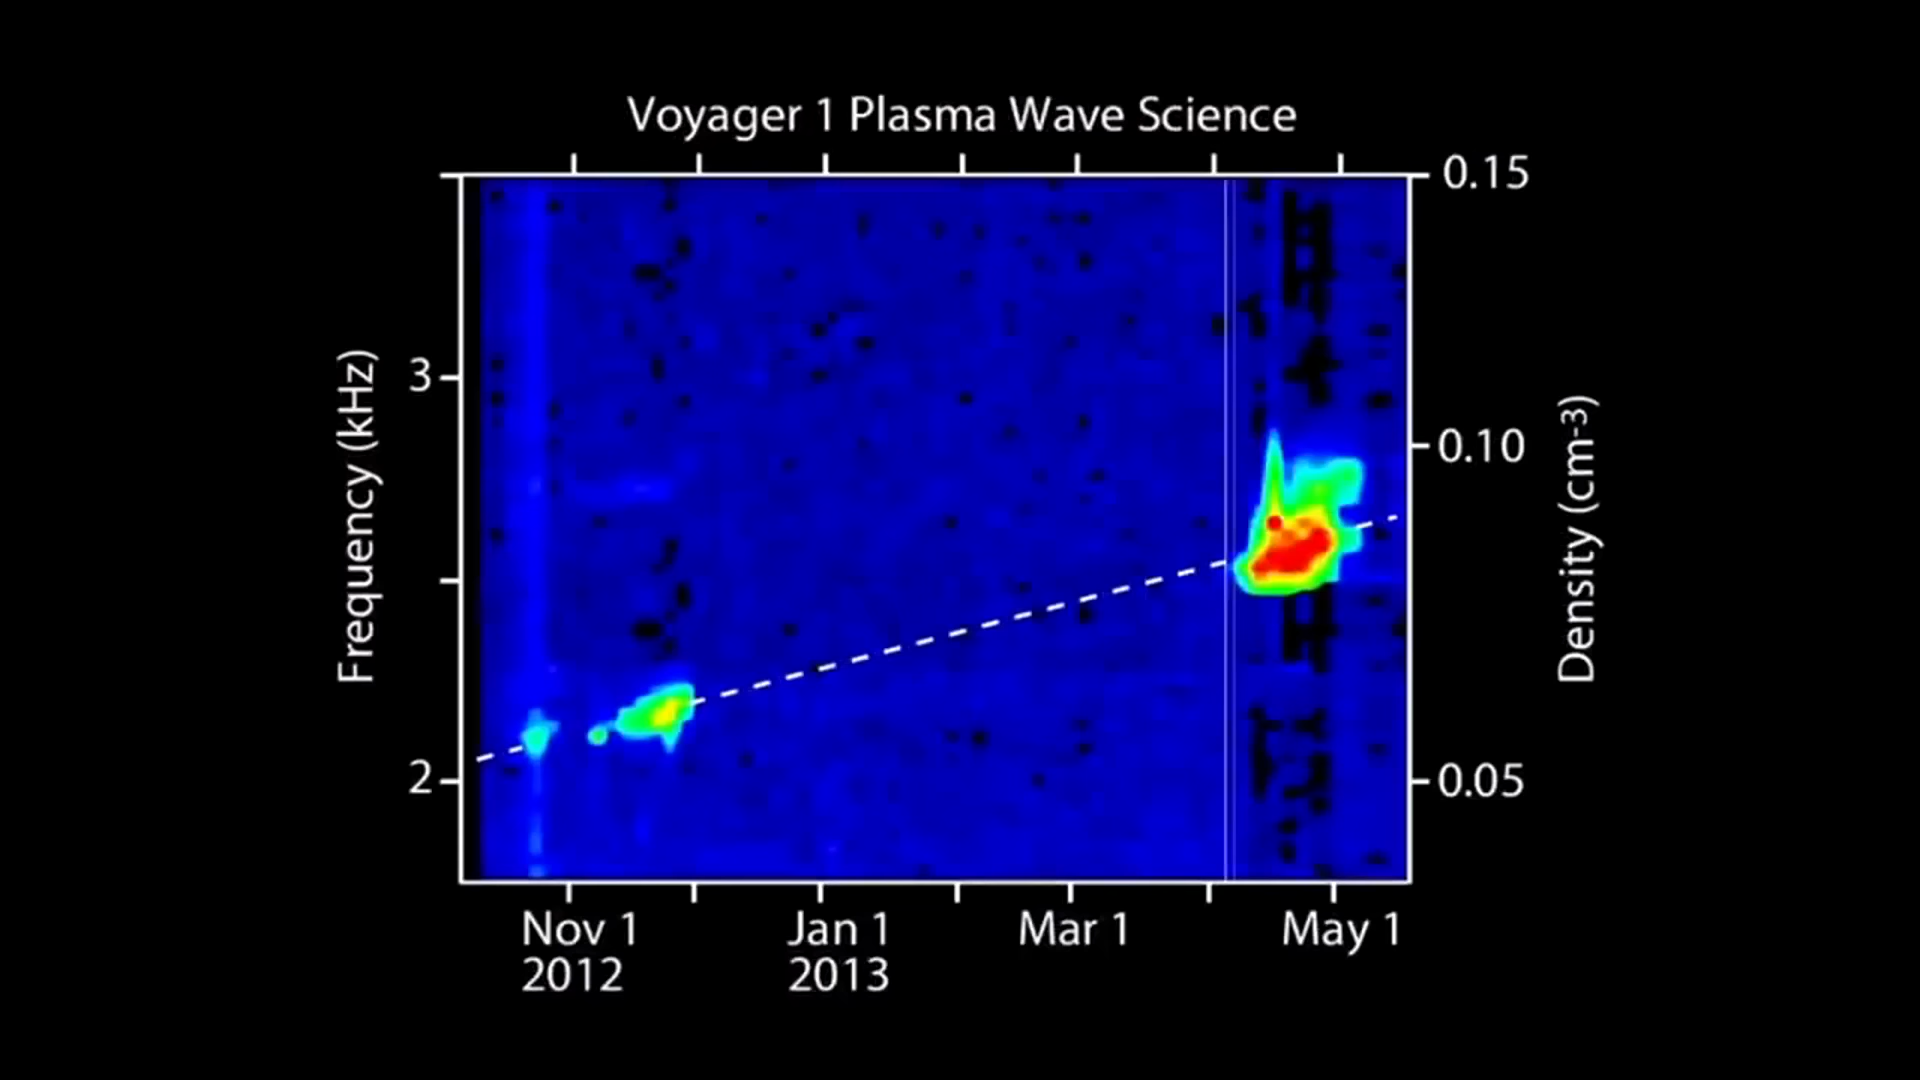 Voyager 1 Plasma Wave Science
0.15
3
0.10
Frequency (kHz)
Density (cm-3)
2
0.05
Nov 1
2012
Jan 1
2013
Mar 1
May 1